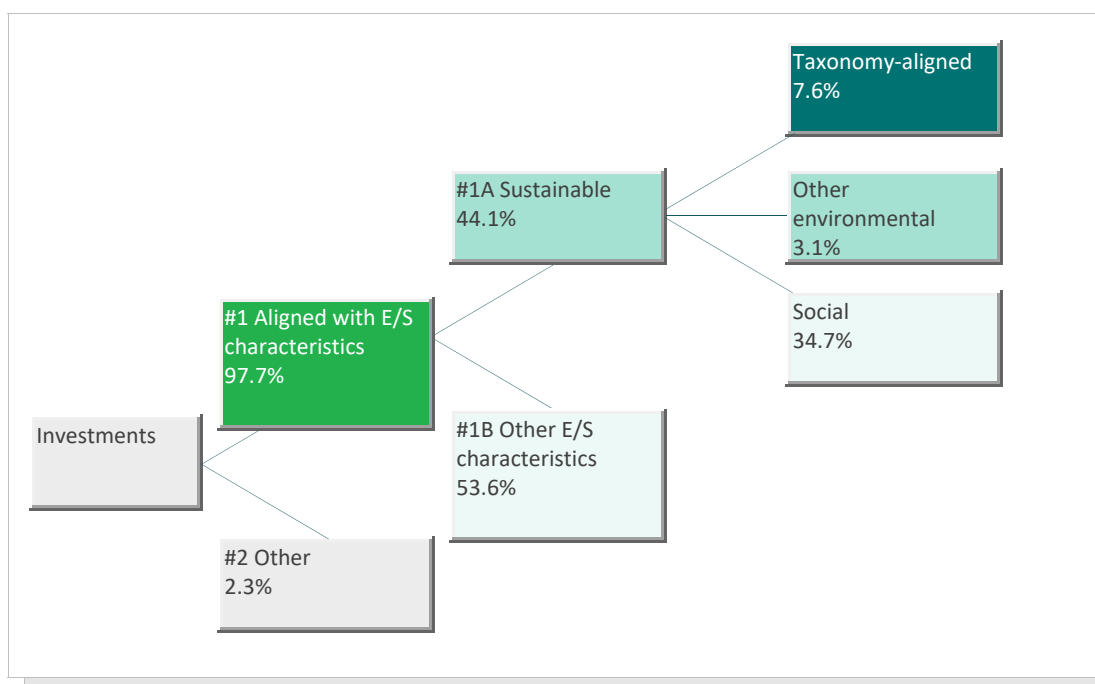 Taxonomy-aligned
7.6%
#1A Sustainable
44.1%
Other
environmental
3.1%
Social
34.7%
#1 Aligned with E/S
characteristics
97.7%
Investments
#1B Other E/S
characteristics
53.6%
#2 Other
2.3%